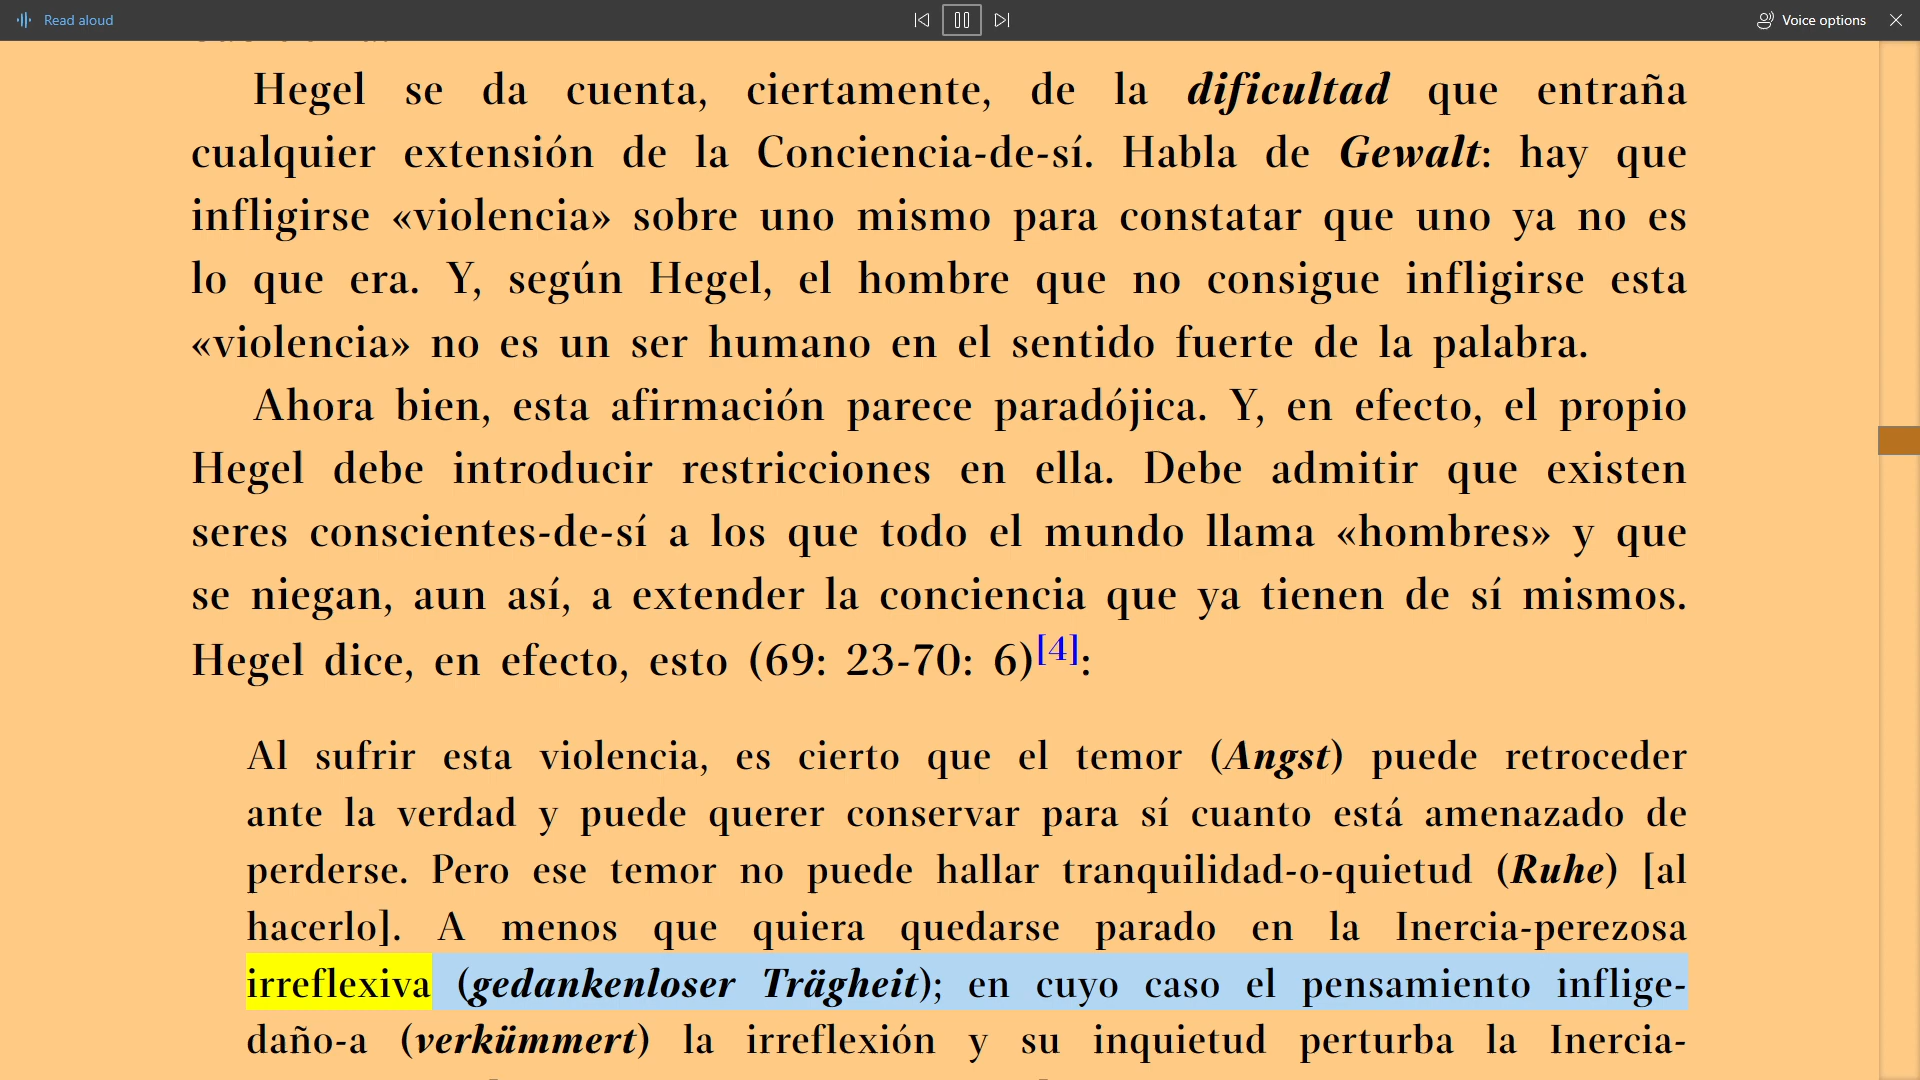 Read aloud
Voice options
Hegel se da cuenta, ciertamente, de la dificultad que entraña
cualquier extensión de la Conciencia-de-sí. Habla de Gewalt: hay que
infligirse «violencia» sobre uno mismo para constatar que uno ya no es
lo que era. Y, según Hegel, el hombre que no consigue infligirse esta
«violencia» no es un ser humano en el sentido fuerte de la palabra.
Ahora bien, esta afirmación parece paradójica. Y, en efecto, el propio
Hegel debe introducir restricciones en ella. Debe admitir que existen
seres conscientes-de-sí a los que todo el mundo llama «hombres» y que
se niegan, aun así, a extender la conciencia que ya tienen de sí mismos.
Hegel dice, en efecto, esto (69: 23-70: 6)[4]:
Al sufrir esta violencia, es cierto que el temor (Angst) puede retroceder
ante la verdad y puede querer conservar para sí cuanto está amenazado de
perderse. Pero ese temor no puede hallar tranquilidad-o-quietud (Ruhe) [al
hacerlo]. A menos que quiera quedarse parado en la Inercia-perezosa
irreflexiva (gedankenloser Trägheit); en cuyo caso el pensamiento inflige-
daño-a (verkümmert) la irreflexión y su inquietud perturba la Inercia-